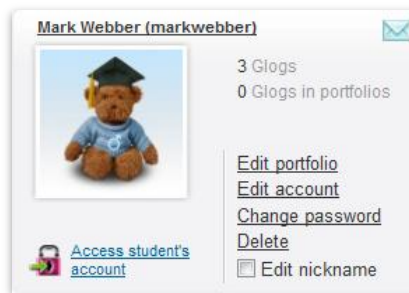 Mark Webber (markwebber)
3 Glogs
0 Glogs in portfolios
Edit portfolio
Edit account
Change password
Delete
Edit nickname
Access student's
account